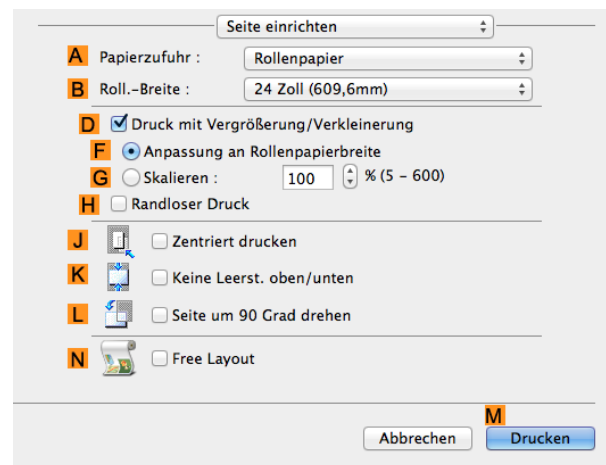 Seite einrichten
A Papierzufuhr : Rollenpapier
B Roll.-Breite : 24 Zoll (609,6mm)
D Druck mit Vergrößerung/Verkleinerung
F Anpassung an Rollenpapierbreite
G Skalieren : 100 % (5 - 600)
H Randloser Druck
J Zentriert drucken
K Keine Leerst. oben/unten
L Seite um 90 Grad drehen
N Free Layout
M
Abbrechen Drucken